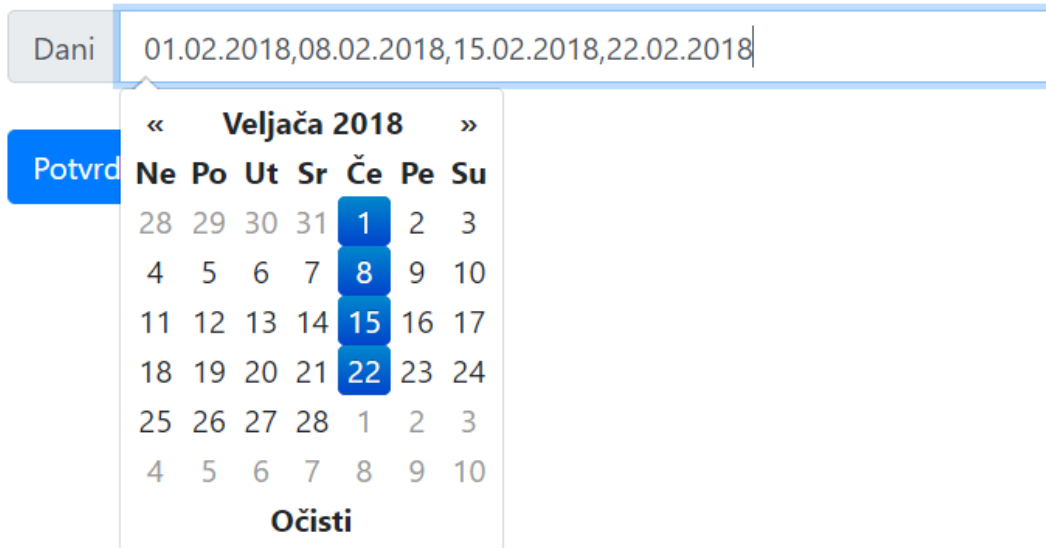 Dani 01.02.2018,08.02.2018,15.02.2018,22.02.2018
« Veljača 2018 »
Potvrd
Ne Po Ut Sr Če Pe Su
28 29 30 31 1 2 3
4 5 6 7 8 9 10
11 12 13 14 15 16 17
18 19 20 21 22 23 24
25 26 27 28 1 2 3
4 5 6 7 8 9 10
Očisti